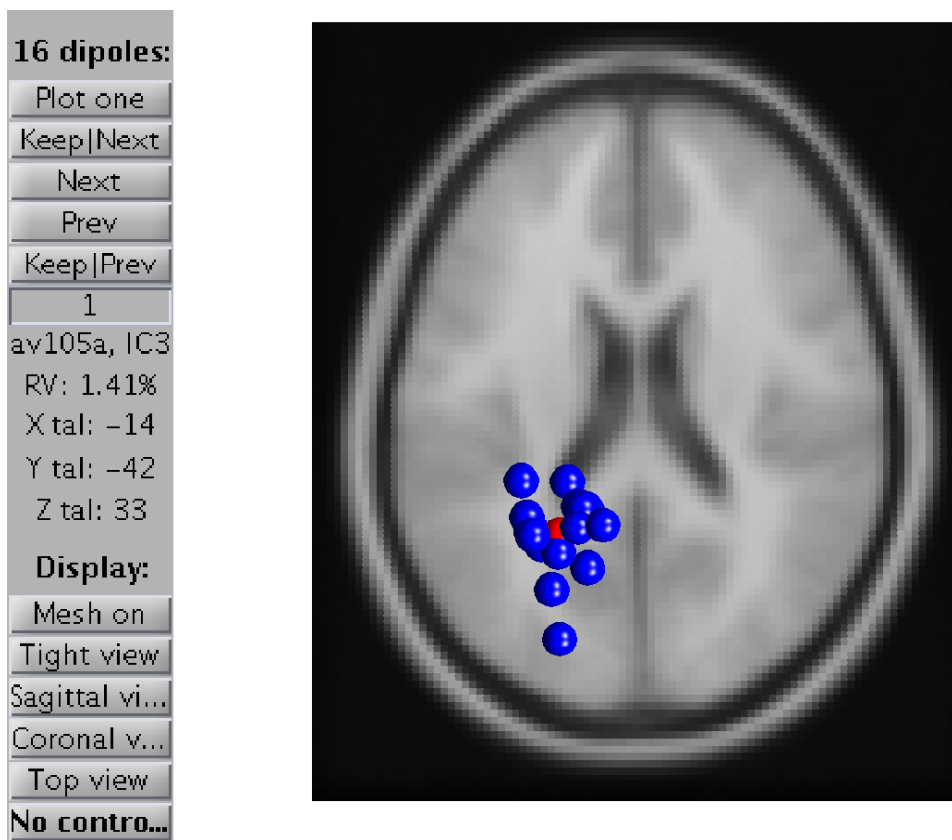 16 dipoles:
Plot one
Keep|Next
Next
Prev
Keep|Prev
1
av105a, IC3
RV: 1.41%
X tal: -14
Y tal: -42
Z tal: 33
Display:
Mesh on
Tight view
Sagittal vi...
Coronal v...
Top view
No contro...